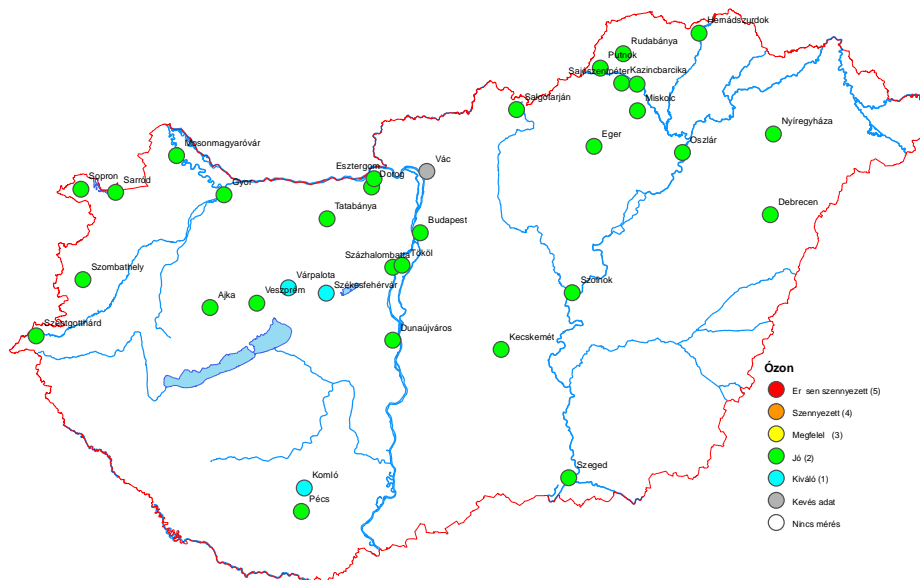 Hernádszurdok
Rudabánya
Putnok
Sajószentpéter
Kazincbarcika
Salgótarján
Miskolc
Nyíregyháza
Mosonmagyaróvár
Eger
Oszlár
Vác
Esztergom
Dorog
Sopron
Sarród
Gyor
Tatabánya
Debrecen
Budapest
Százhalombatta
Tököl
Szombathely
Várpalota
Székesfehérvár
Szolnok
Ajka
Veszprém
Szentgotthárd
Dunaújváros
Kecskemét
Szeged
Komló
Pécs
Ózon
Er sen szennyezett (5)
Szennyezett (4)
Megfelel (3)
Jó (2)
Kiváló (1)
Kevés adat
Nincs mérés